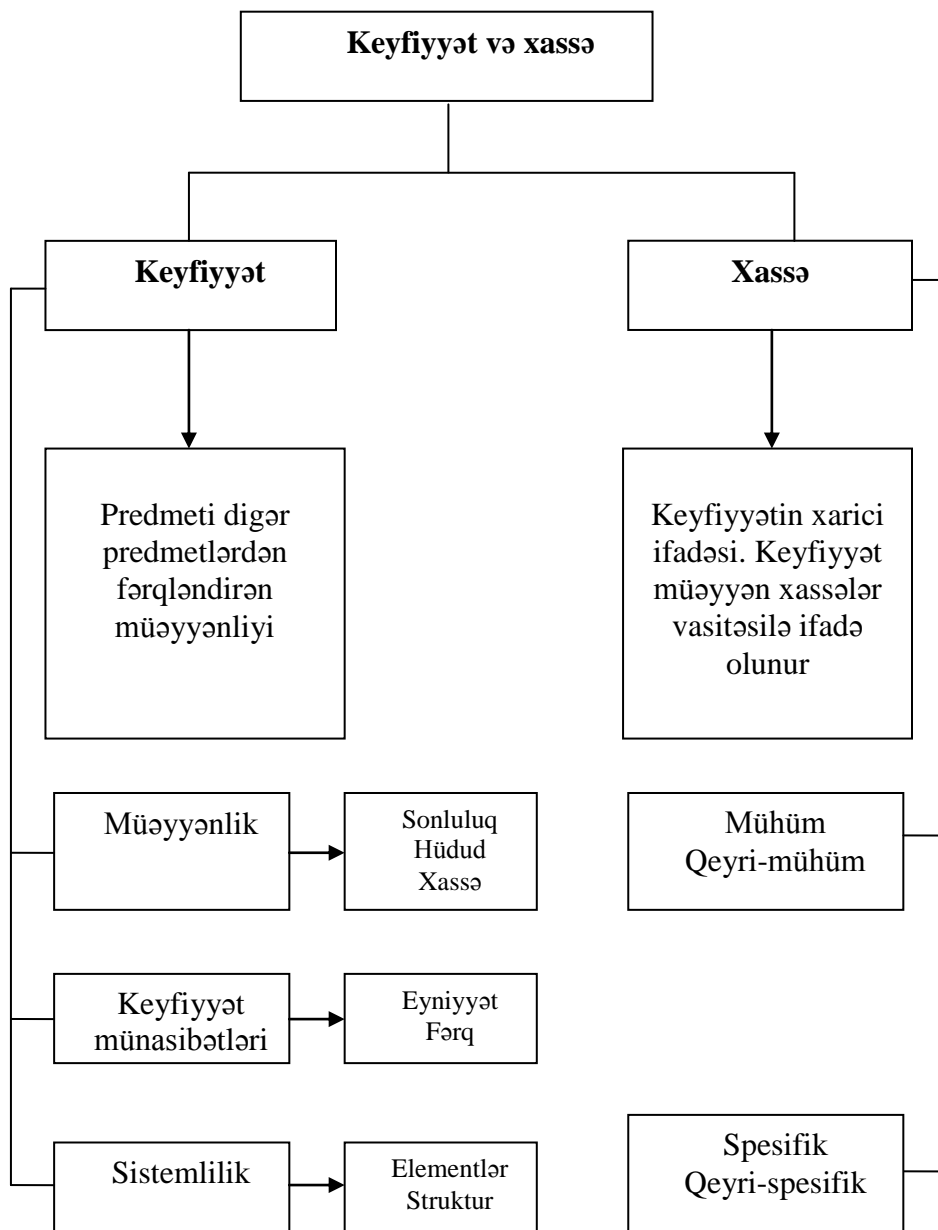 Keyfiyyət və xassə
Keyfiyyət
Xassə
Predmeti digər
predmetlərdən
fərqləndirən
müəyyənliyi
Keyfiyyətin xarici
ifadəsi. Keyfiyyət
müəyyən xassələr
vasitəsilə ifadə
olunur
Müəyyənlik
Sonluluq
Hüdud
Xassə
Mühüm
Qeyri-mühüm
Keyfiyyət
münasibətləri
Eyniyyət
Fərq
Sistemlilik
Elementlər
Struktur
Spesifik
Qeyri-spesifik